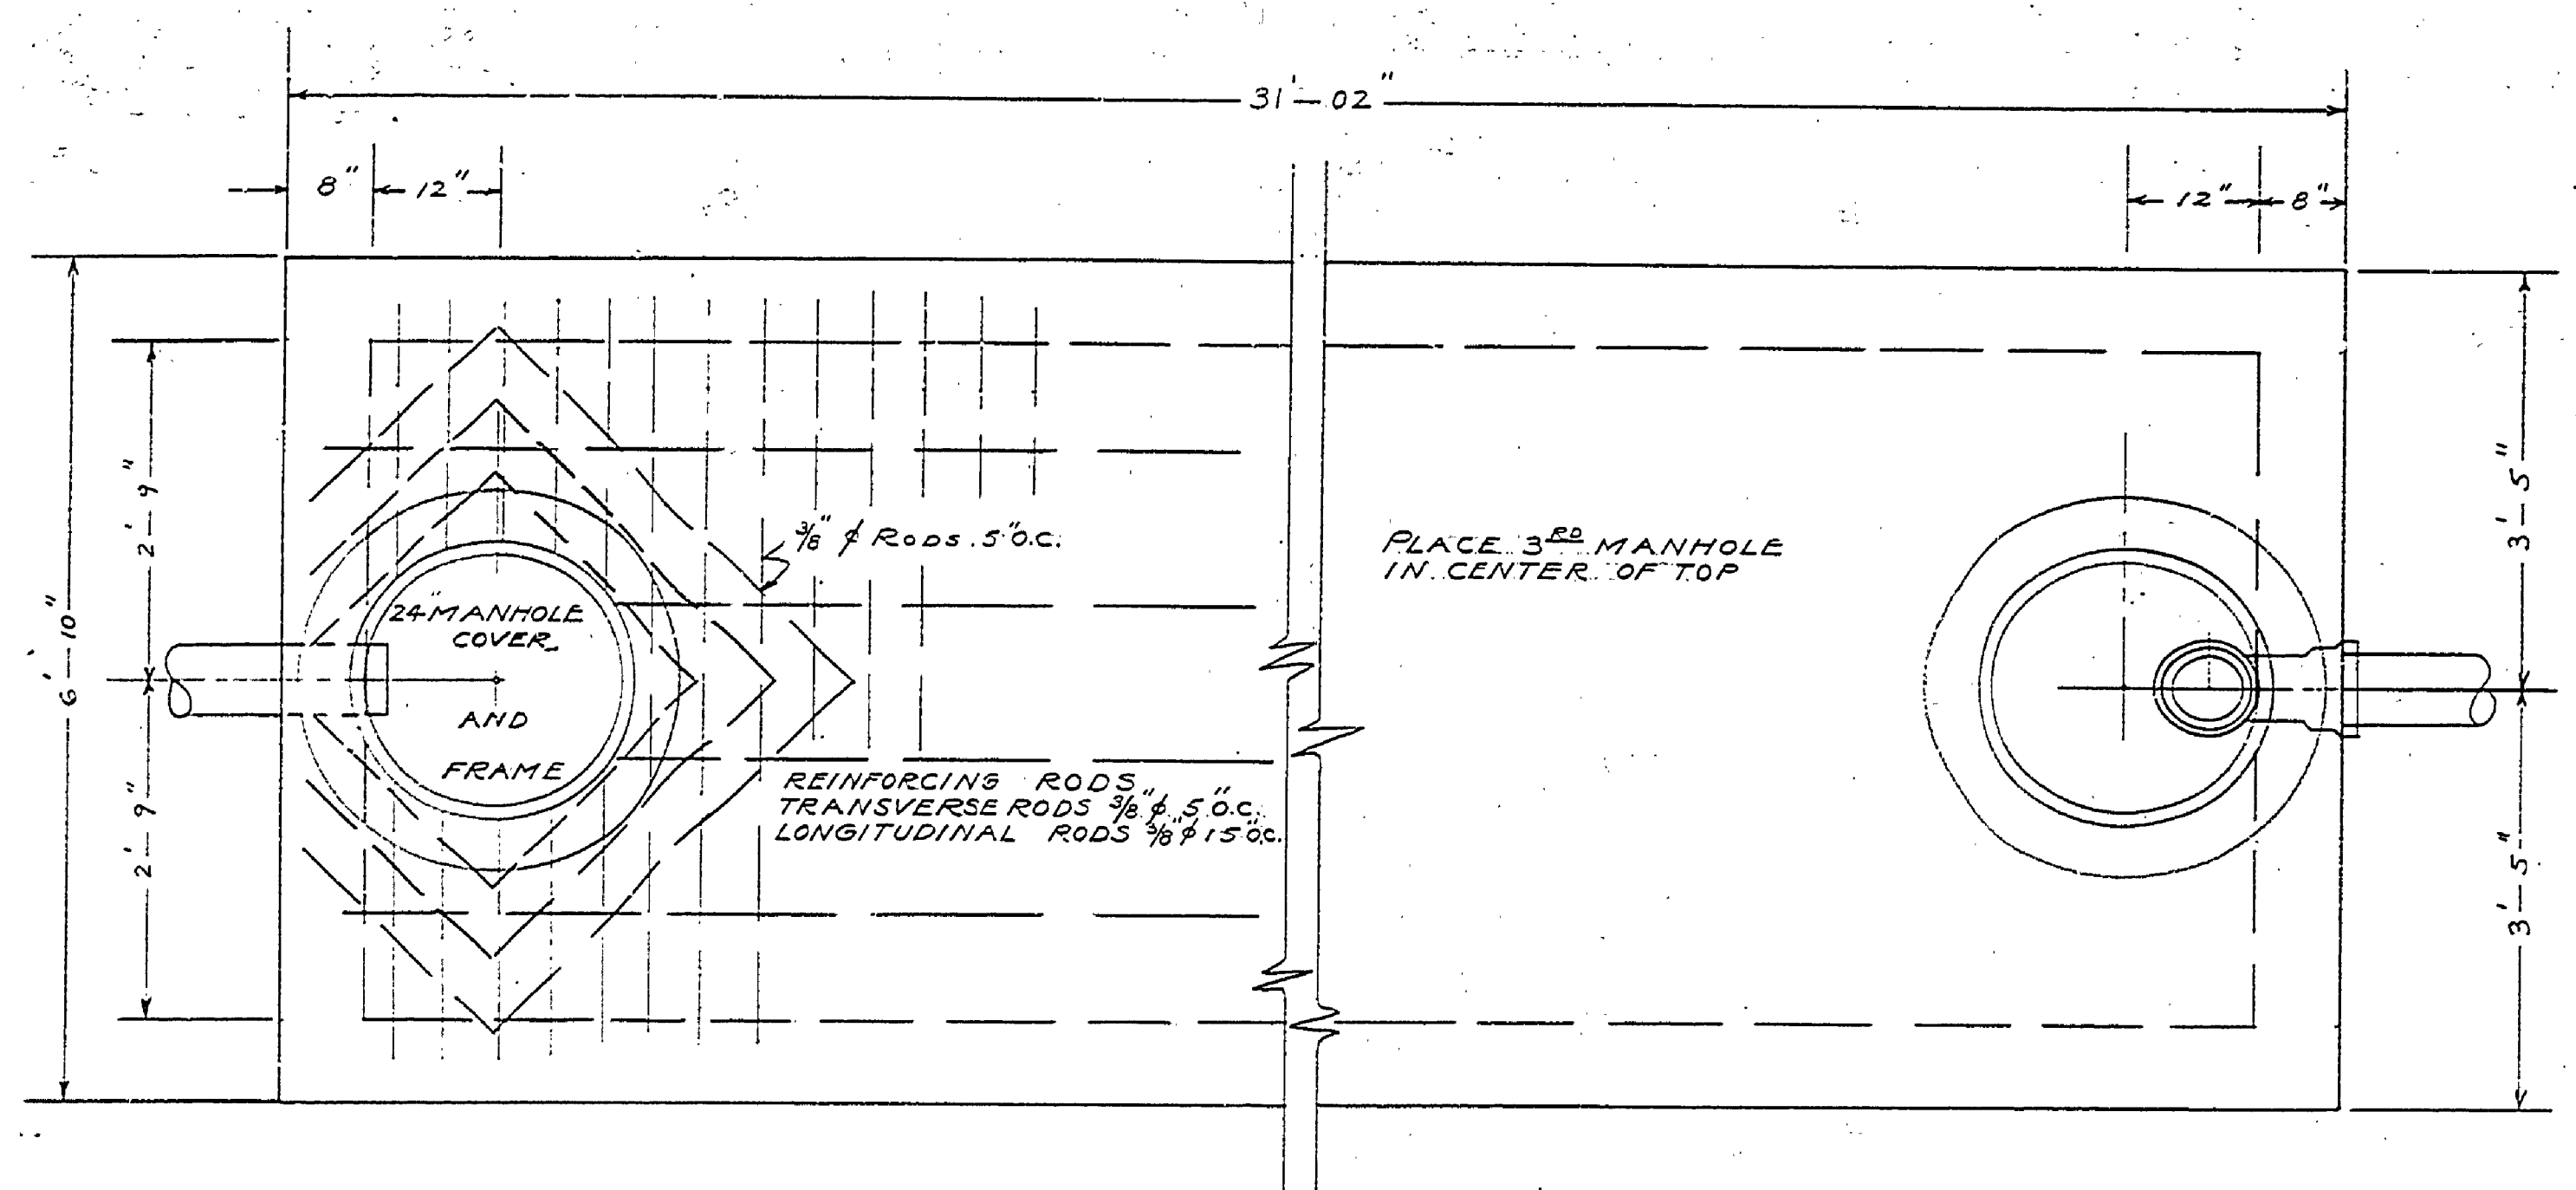 31'-02"
8" 12"
12" 8"
2'-9"
6'-10"
2'-9"
3'-5"
3'-5"
3/8" ⌀ RODS. 5" O.C.
24" MANHOLE
COVER
AND
FRAME
PLACE 3RD MANHOLE
IN CENTER OF TOP
REINFORCING RODS
TRANSVERSE RODS 3/8" ⌀ 5" O.C.
LONGITUDINAL RODS 3/8" ⌀ 15" O.C.